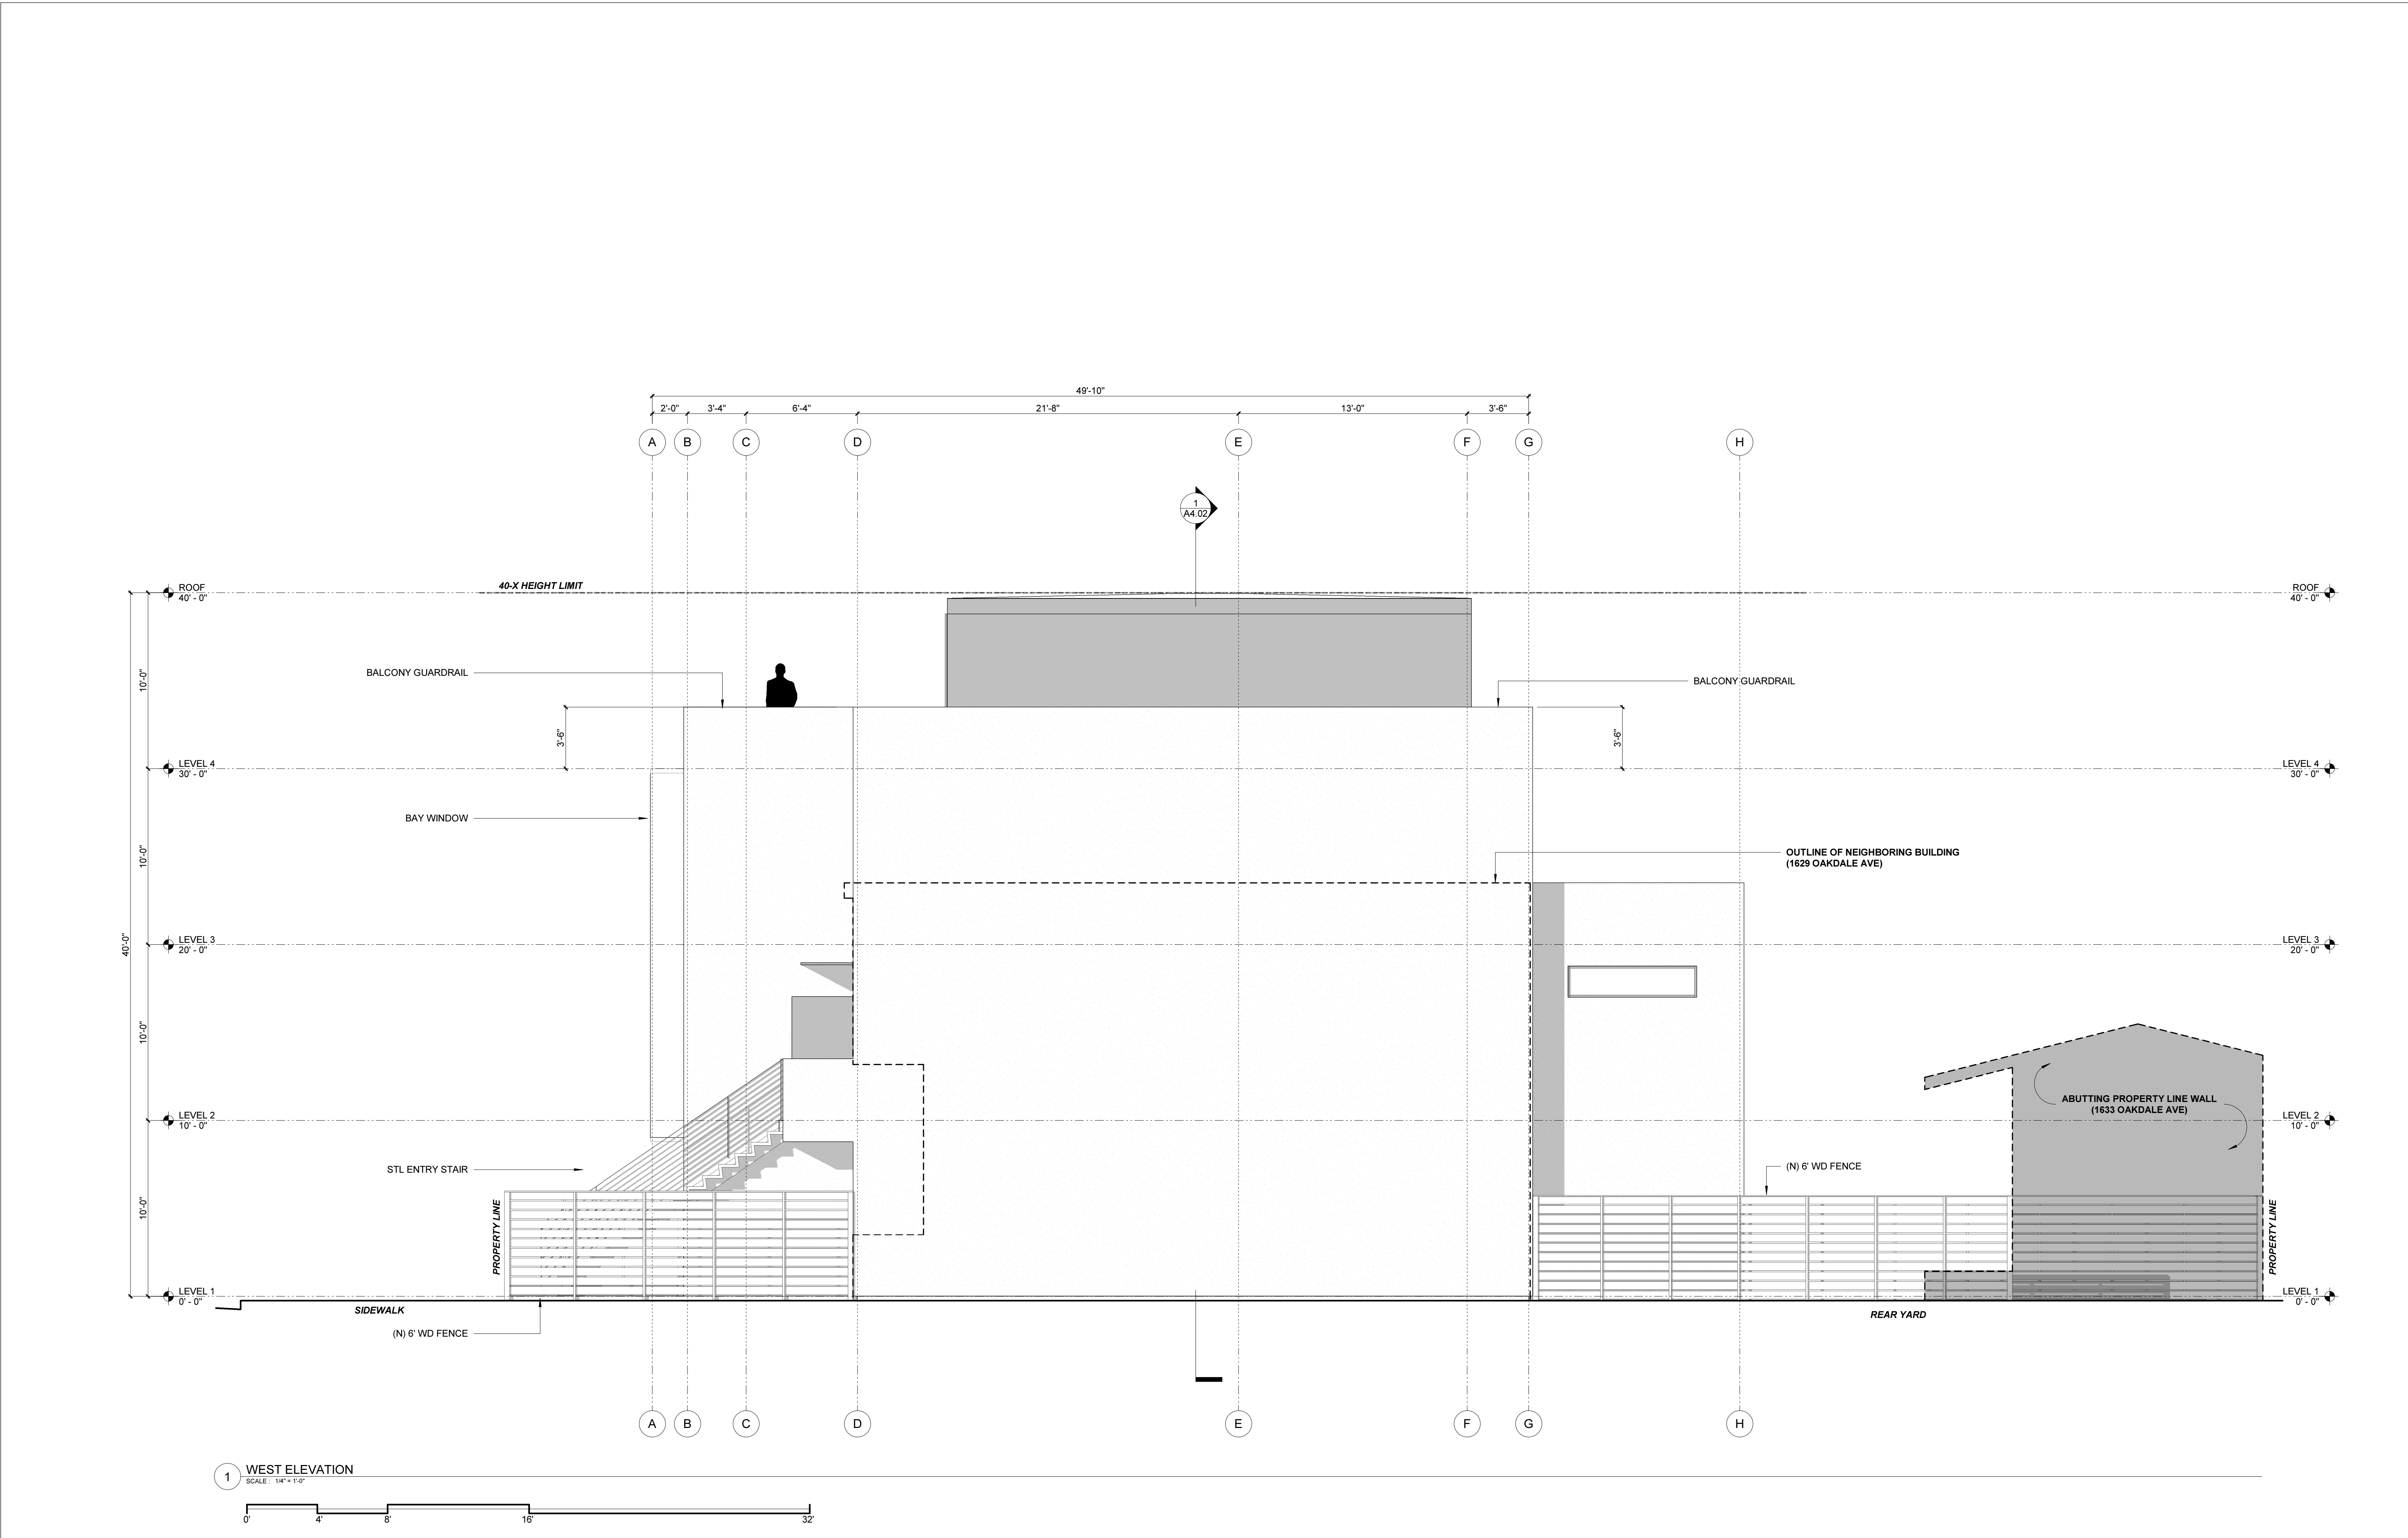 49'-10"
2'-0" 3'-4" 6'-4" 21'-8" 13'-0" 3'-6"
A B C D E F G H
1
A4.02
ROOF
40' - 0"
40-X HEIGHT LIMIT
ROOF
40' - 0"
10'-0"
BALCONY GUARDRAIL
BALCONY GUARDRAIL
3'-6"
3'-6"
LEVEL 4
30' - 0"
LEVEL 4
30' - 0"
BAY WINDOW
10'-0"
OUTLINE OF NEIGHBORING BUILDING
(1629 OAKDALE AVE)
40'-0"
LEVEL 3
20' - 0"
LEVEL 3
20' - 0"
10'-0"
ABUTTING PROPERTY LINE WALL
(1633 OAKDALE AVE)
LEVEL 2
10' - 0"
LEVEL 2
10' - 0"
STL ENTRY STAIR
(N) 6' WD FENCE
10'-0"
PROPERTY LINE
PROPERTY LINE
LEVEL 1
0' - 0"
LEVEL 1
0' - 0"
SIDEWALK
REAR YARD
(N) 6' WD FENCE
A B C D E F G H
1
WEST ELEVATION
SCALE : 1/4" = 1'-0"
0' 4' 8' 16' 32'